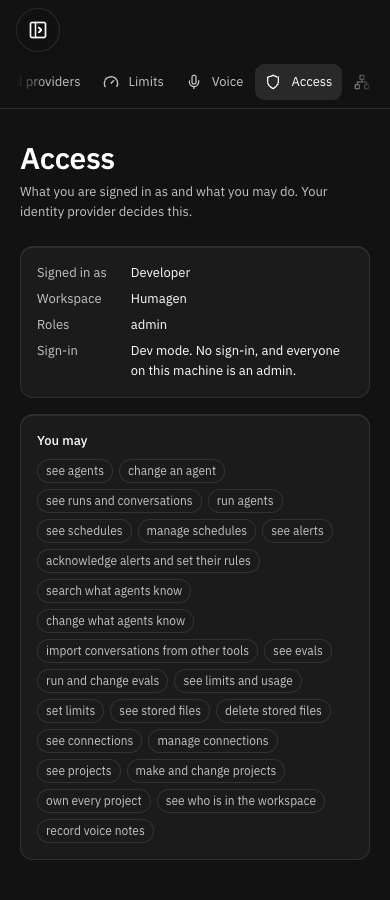 providers Limits Voice Access
Access
What you are signed in as and what you may do. Your
identity provider decides this.
Signed in as Developer
Workspace Humagen
Roles admin
Sign-in Dev mode. No sign-in, and everyone
on this machine is an admin.
You may
see agents change an agent
see runs and conversations run agents
see schedules manage schedules see alerts
acknowledge alerts and set their rules
search what agents know
change what agents know
import conversations from other tools see evals
run and change evals see limits and usage
set limits see stored files delete stored files
see connections manage connections
see projects make and change projects
own every project see who is in the workspace
record voice notes